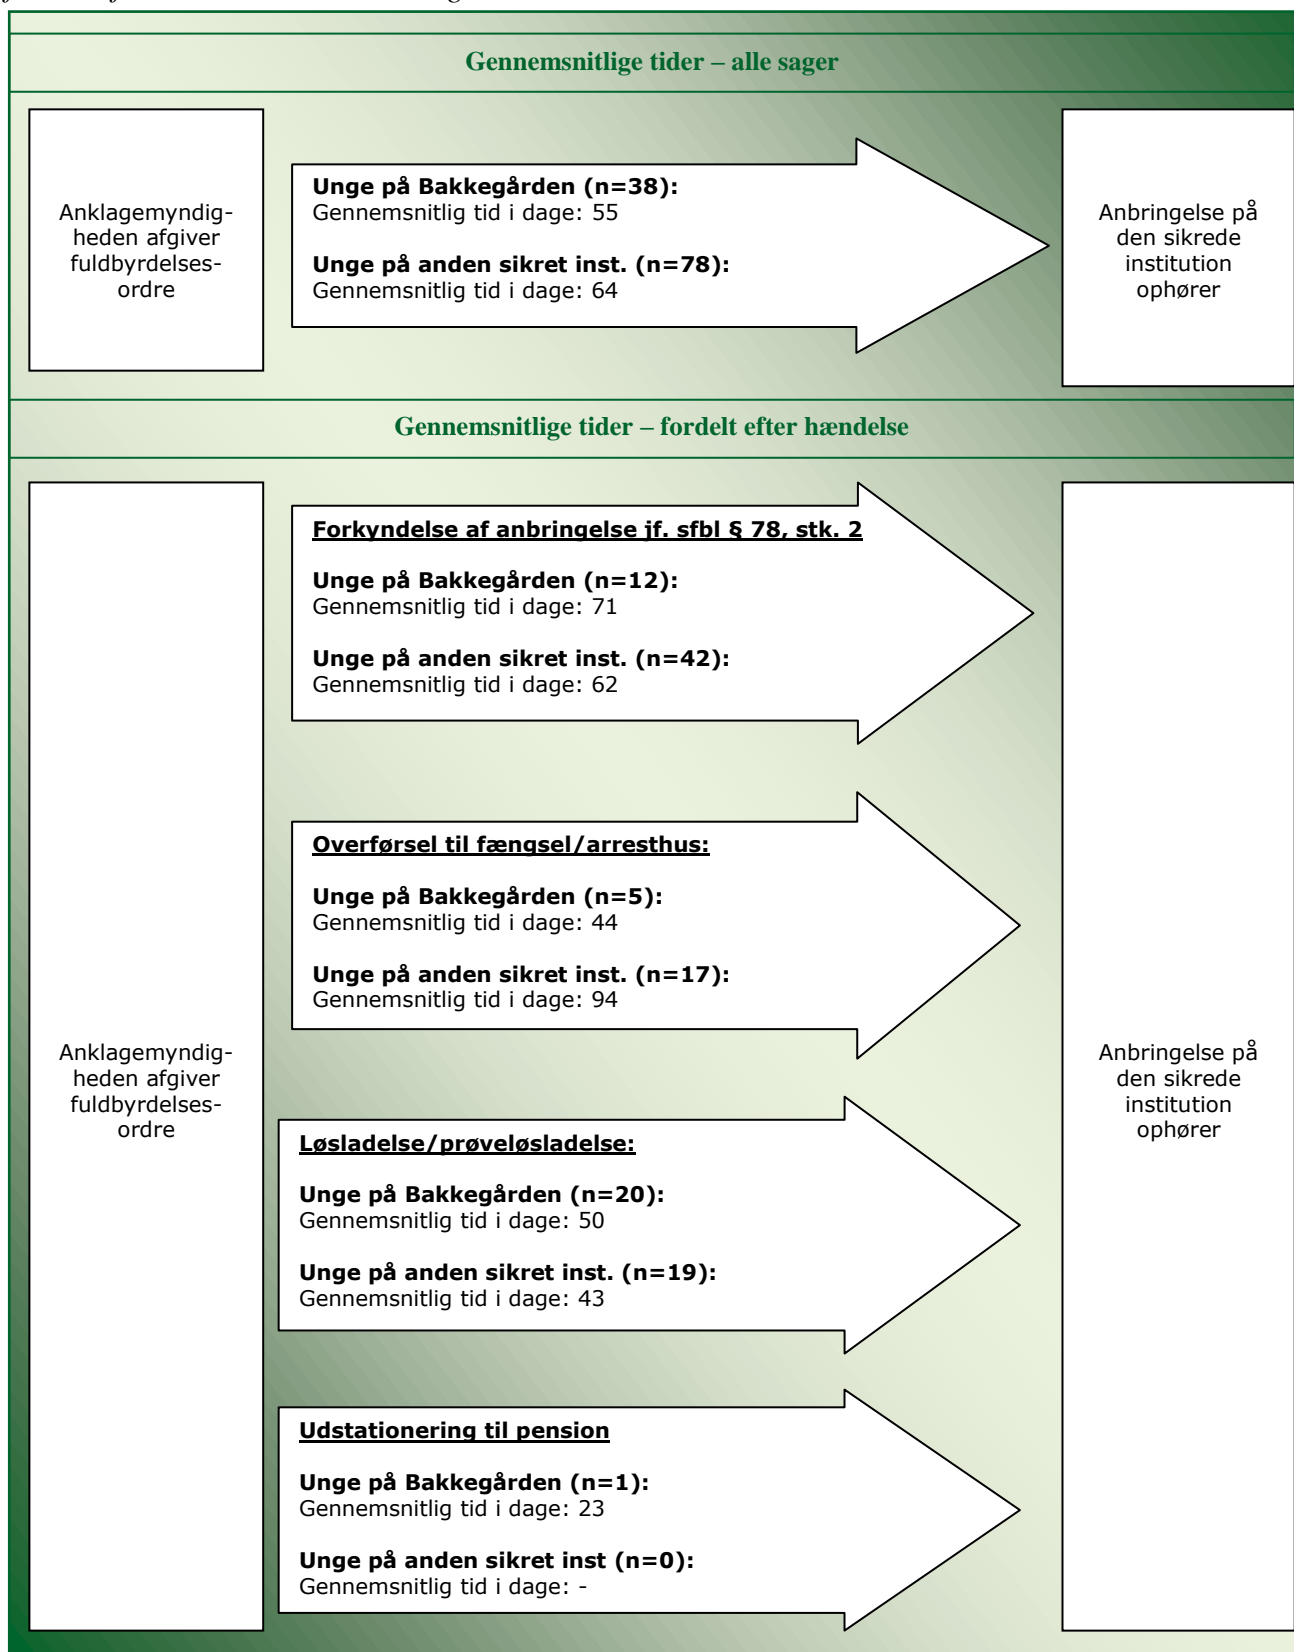 Gennemsnitlige tider – alle sager
Anklagemyndig-
heden afgiver
fuldbyrdelses-
ordre
Unge på Bakkegården (n=38):
Gennemsnitlig tid i dage: 55
Unge på anden sikret inst. (n=78):
Gennemsnitlig tid i dage: 64
Anbringelse på
den sikrede
institution
ophører
Gennemsnitlige tider – fordelt efter hændelse
Anklagemyndig-
heden afgiver
fuldbyrdelses-
ordre
Forkyndelse af anbringelse jf. sfbl § 78, stk. 2
Unge på Bakkegården (n=12):
Gennemsnitlig tid i dage: 71
Unge på anden sikret inst. (n=42):
Gennemsnitlig tid i dage: 62
Overførsel til fængsel/arresthus:
Unge på Bakkegården (n=5):
Gennemsnitlig tid i dage: 44
Unge på anden sikret inst. (n=17):
Gennemsnitlig tid i dage: 94
Løsladelse/prøveløsladelse:
Unge på Bakkegården (n=20):
Gennemsnitlig tid i dage: 50
Unge på anden sikret inst. (n=19):
Gennemsnitlig tid i dage: 43
Udstationering til pension
Unge på Bakkegården (n=1):
Gennemsnitlig tid i dage: 23
Unge på anden sikret inst (n=0):
Gennemsnitlig tid i dage: -
Anbringelse på
den sikrede
institution
ophører